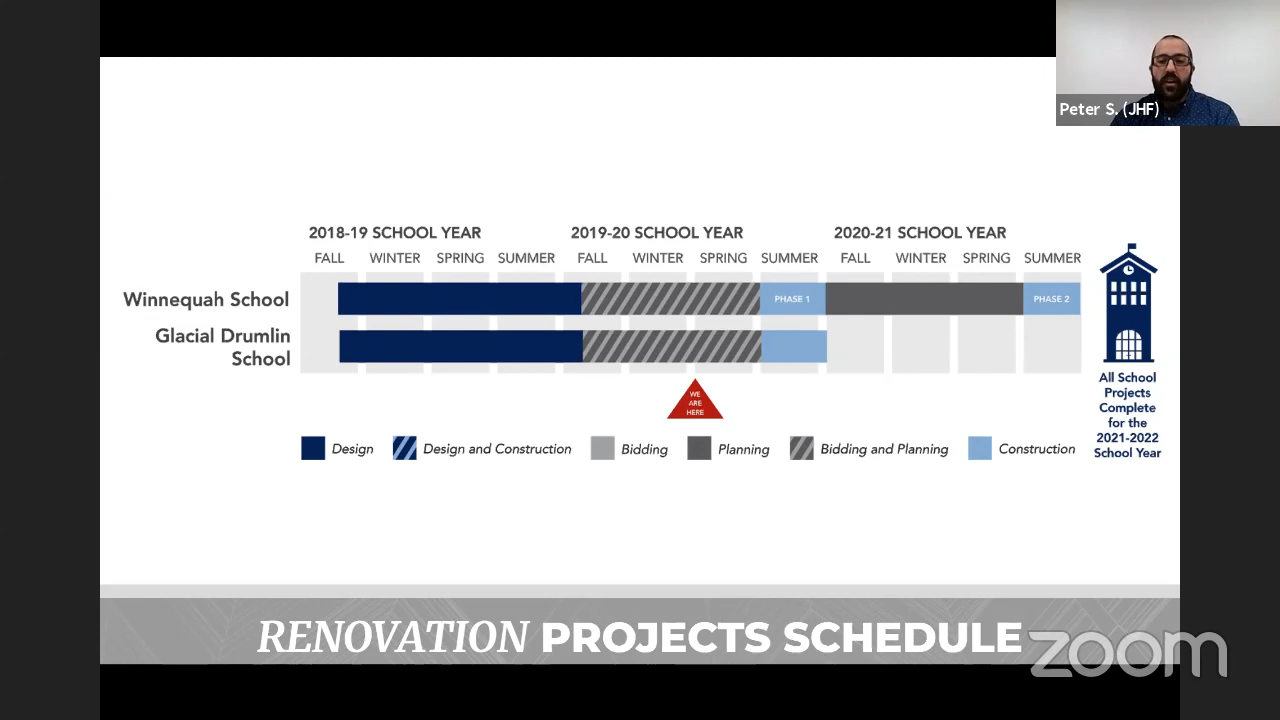 Peter S. (JHF)
2018-19 SCHOOL YEAR 2019-20 SCHOOL YEAR 2020-21 SCHOOL YEAR
FALL WINTER SPRING SUMMER FALL WINTER SPRING SUMMER FALL WINTER SPRING SUMMER
Winnequah School
PHASE 1
PHASE 2
Glacial Drumlin
School
WE
ARE
HERE
All School
Projects
Complete
for the
2021-2022
School Year
Design Design and Construction Bidding Planning Bidding and Planning Construction
RENOVATION PROJECTS SCHEDULE
zoom